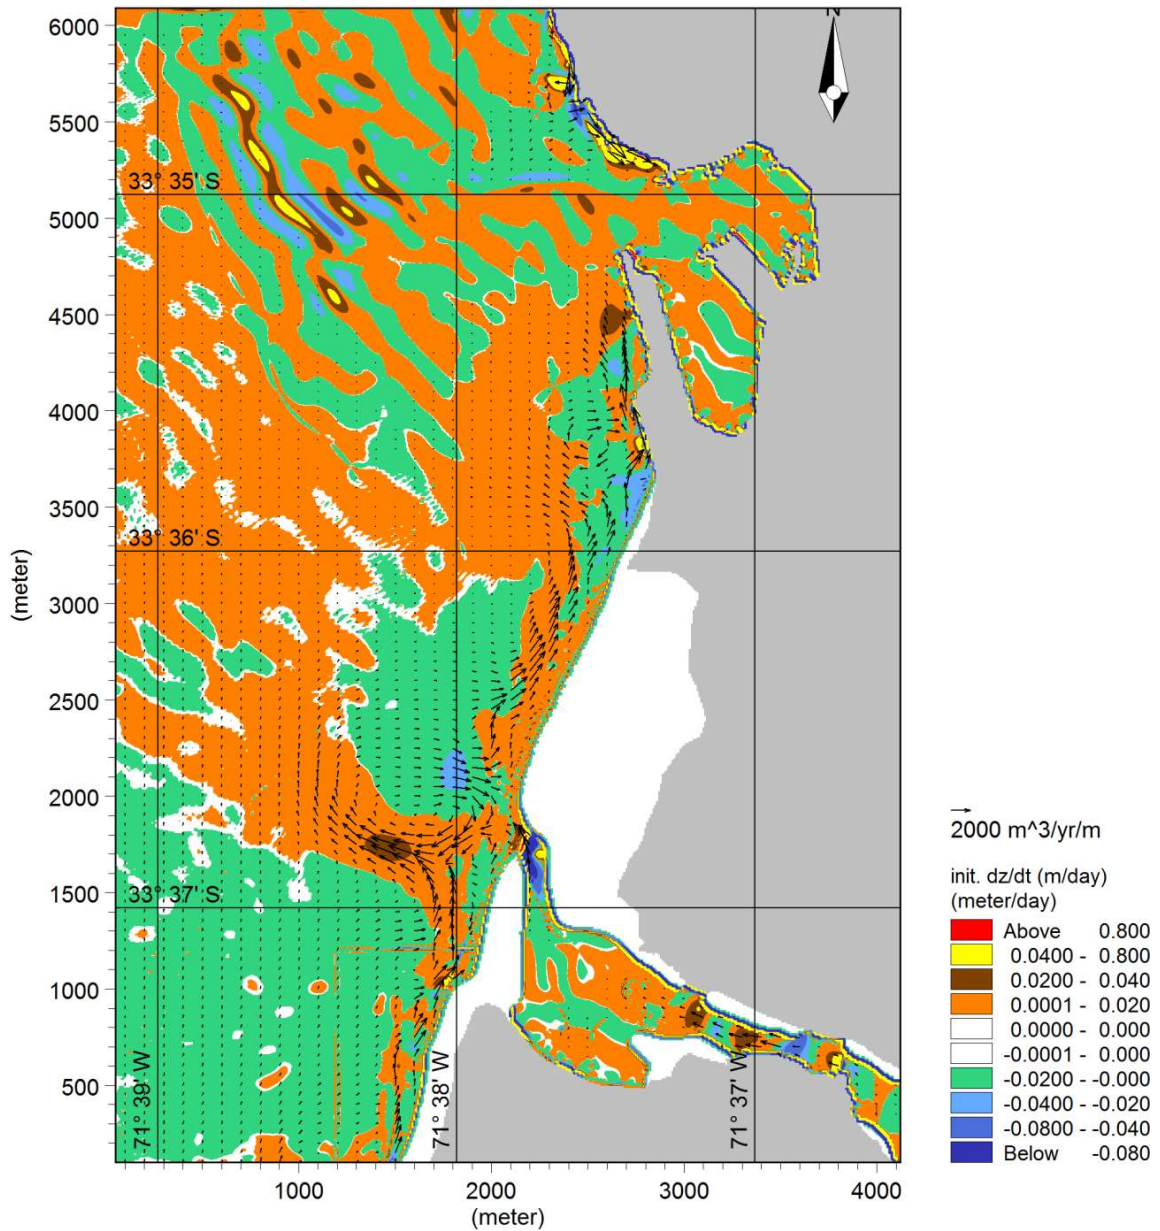 N
6000
5500
5000
4500
4000
3500
3000
2500
2000
1500
1000
500
(meter)
33° 35' S
33° 36' S
33° 37' S
71° 39' W
71° 38' W
71° 37' W
1000
2000
3000
4000
(meter)
2000 m^3/yr/m
init. dz/dt (m/day)
(meter/day)
Above 0.800
0.0400 - 0.800
0.0200 - 0.040
0.0001 - 0.020
0.0000 - 0.000
-0.0001 - 0.000
-0.0200 - -0.000
-0.0400 - -0.020
-0.0800 - -0.040
Below -0.080